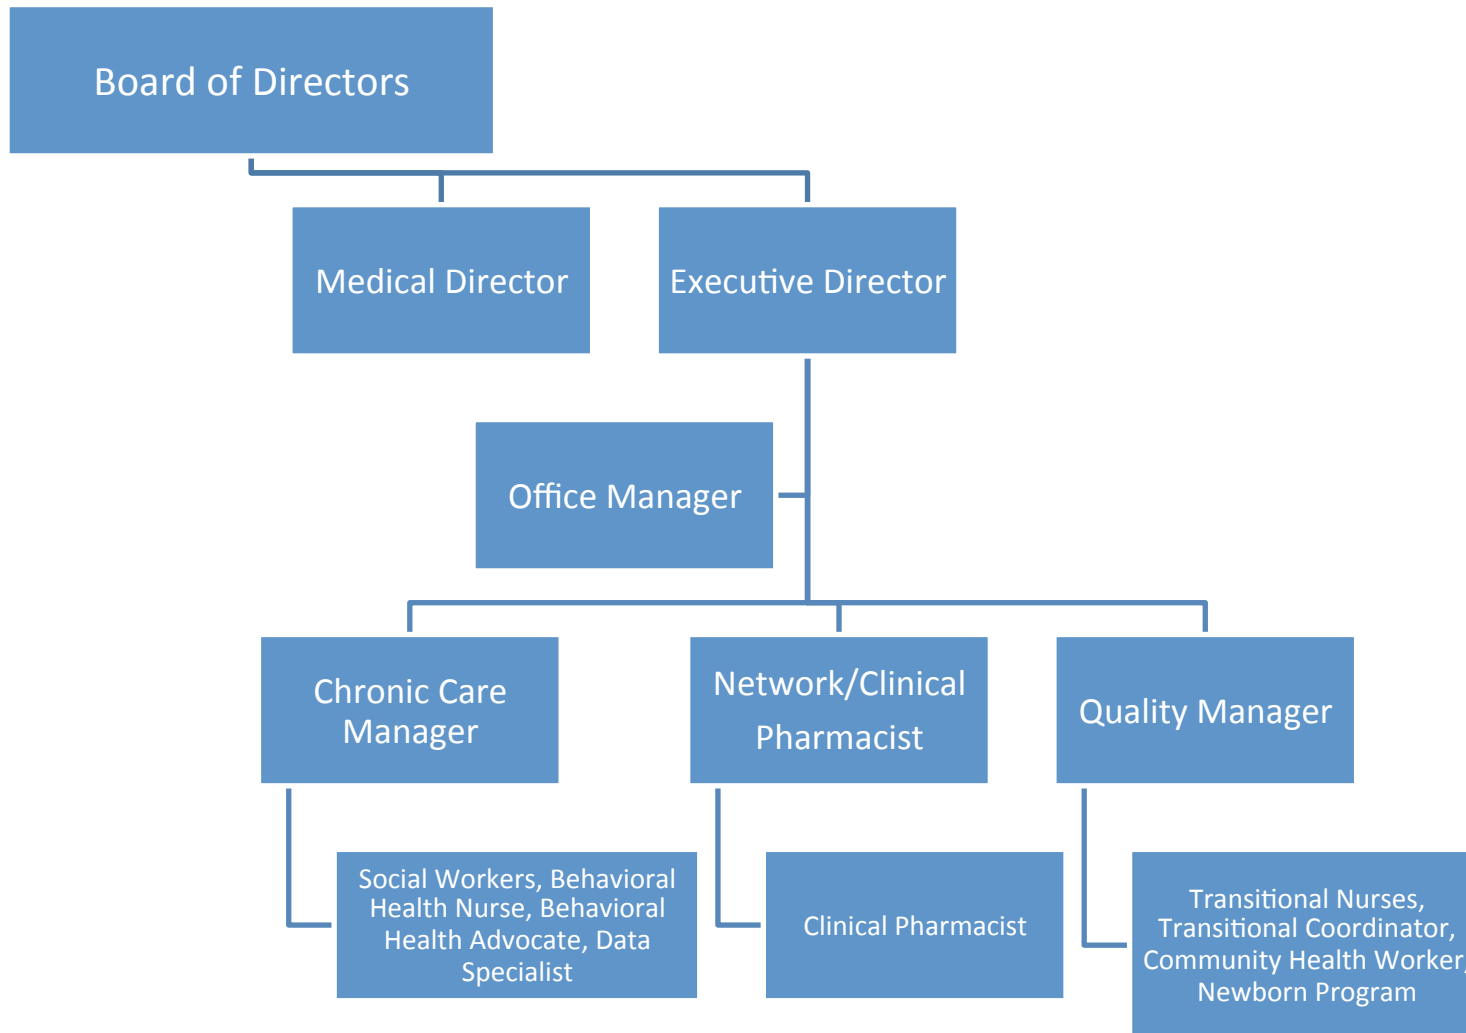 Board of Directors
Medical Director
Executive Director
Office Manager
Chronic Care
Manager
Network/Clinical
Pharmacist
Quality Manager
Social Workers, Behavioral
Health Nurse, Behavioral
Health Advocate, Data
Specialist
Clinical Pharmacist
Transitional Nurses,
Transitional Coordinator,
Community Health Worker,
Newborn Program